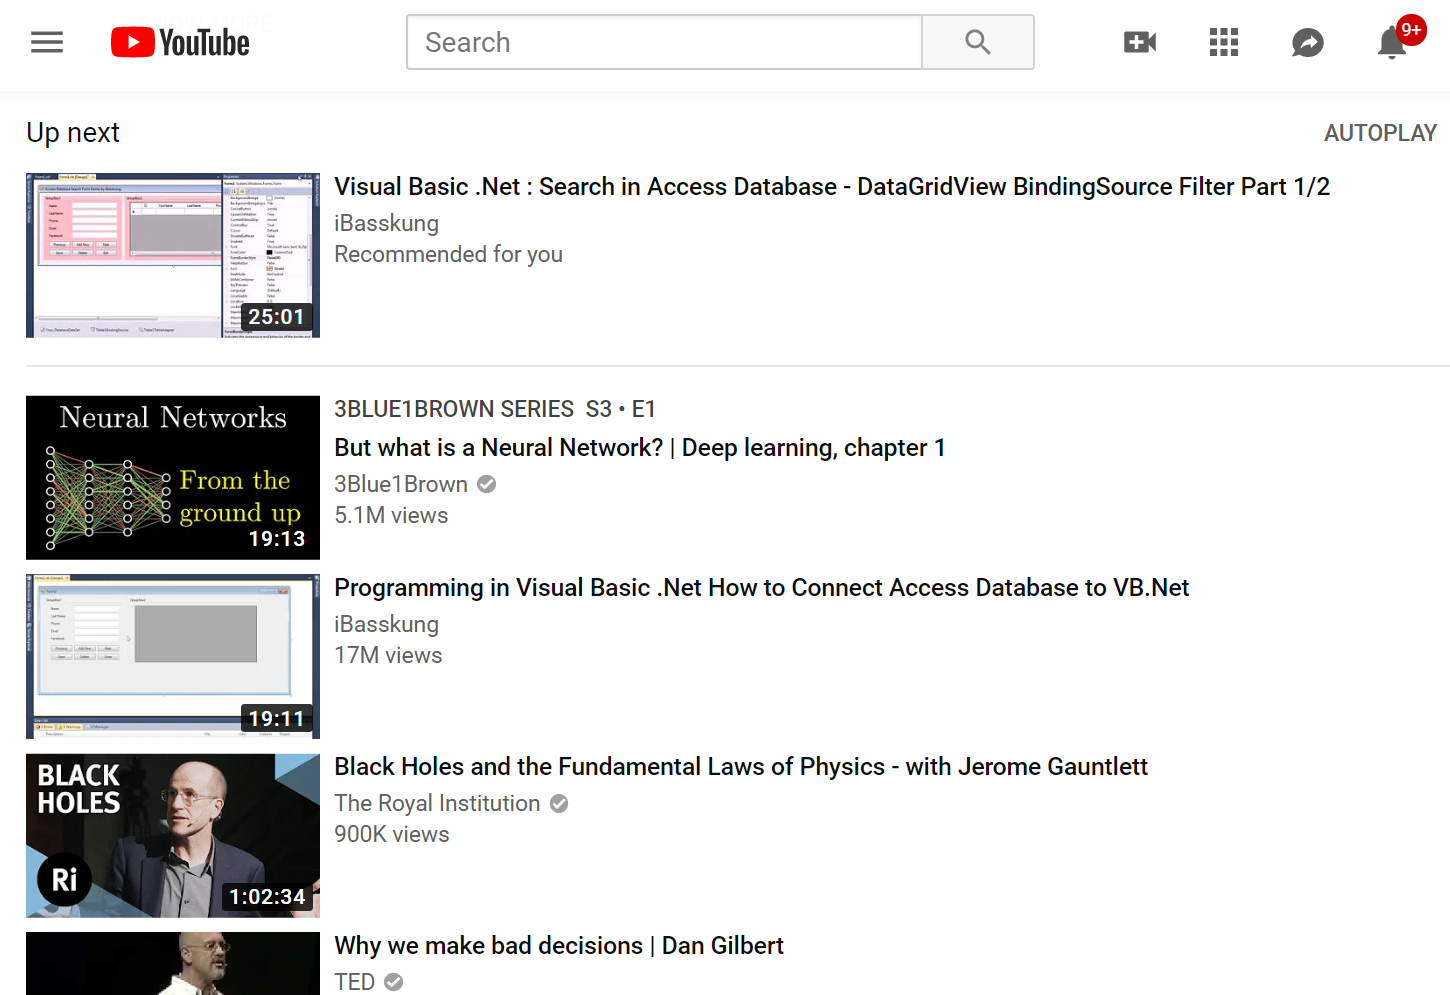 YouTube
Search
9+
Up next
AUTOPLAY
25:01
Visual Basic .Net : Search in Access Database - DataGridView BindingSource Filter Part 1/2
iBasskung
Recommended for you
Neural Networks
From the
ground up
19:13
3BLUE1BROWN SERIES S3 • E1
But what is a Neural Network? | Deep learning, chapter 1
3Blue1Brown
5.1M views
19:11
Programming in Visual Basic .Net How to Connect Access Database to VB.Net
iBasskung
17M views
BLACK
HOLES
Ri
1:02:34
Black Holes and the Fundamental Laws of Physics - with Jerome Gauntlett
The Royal Institution
900K views
Why we make bad decisions | Dan Gilbert
TED